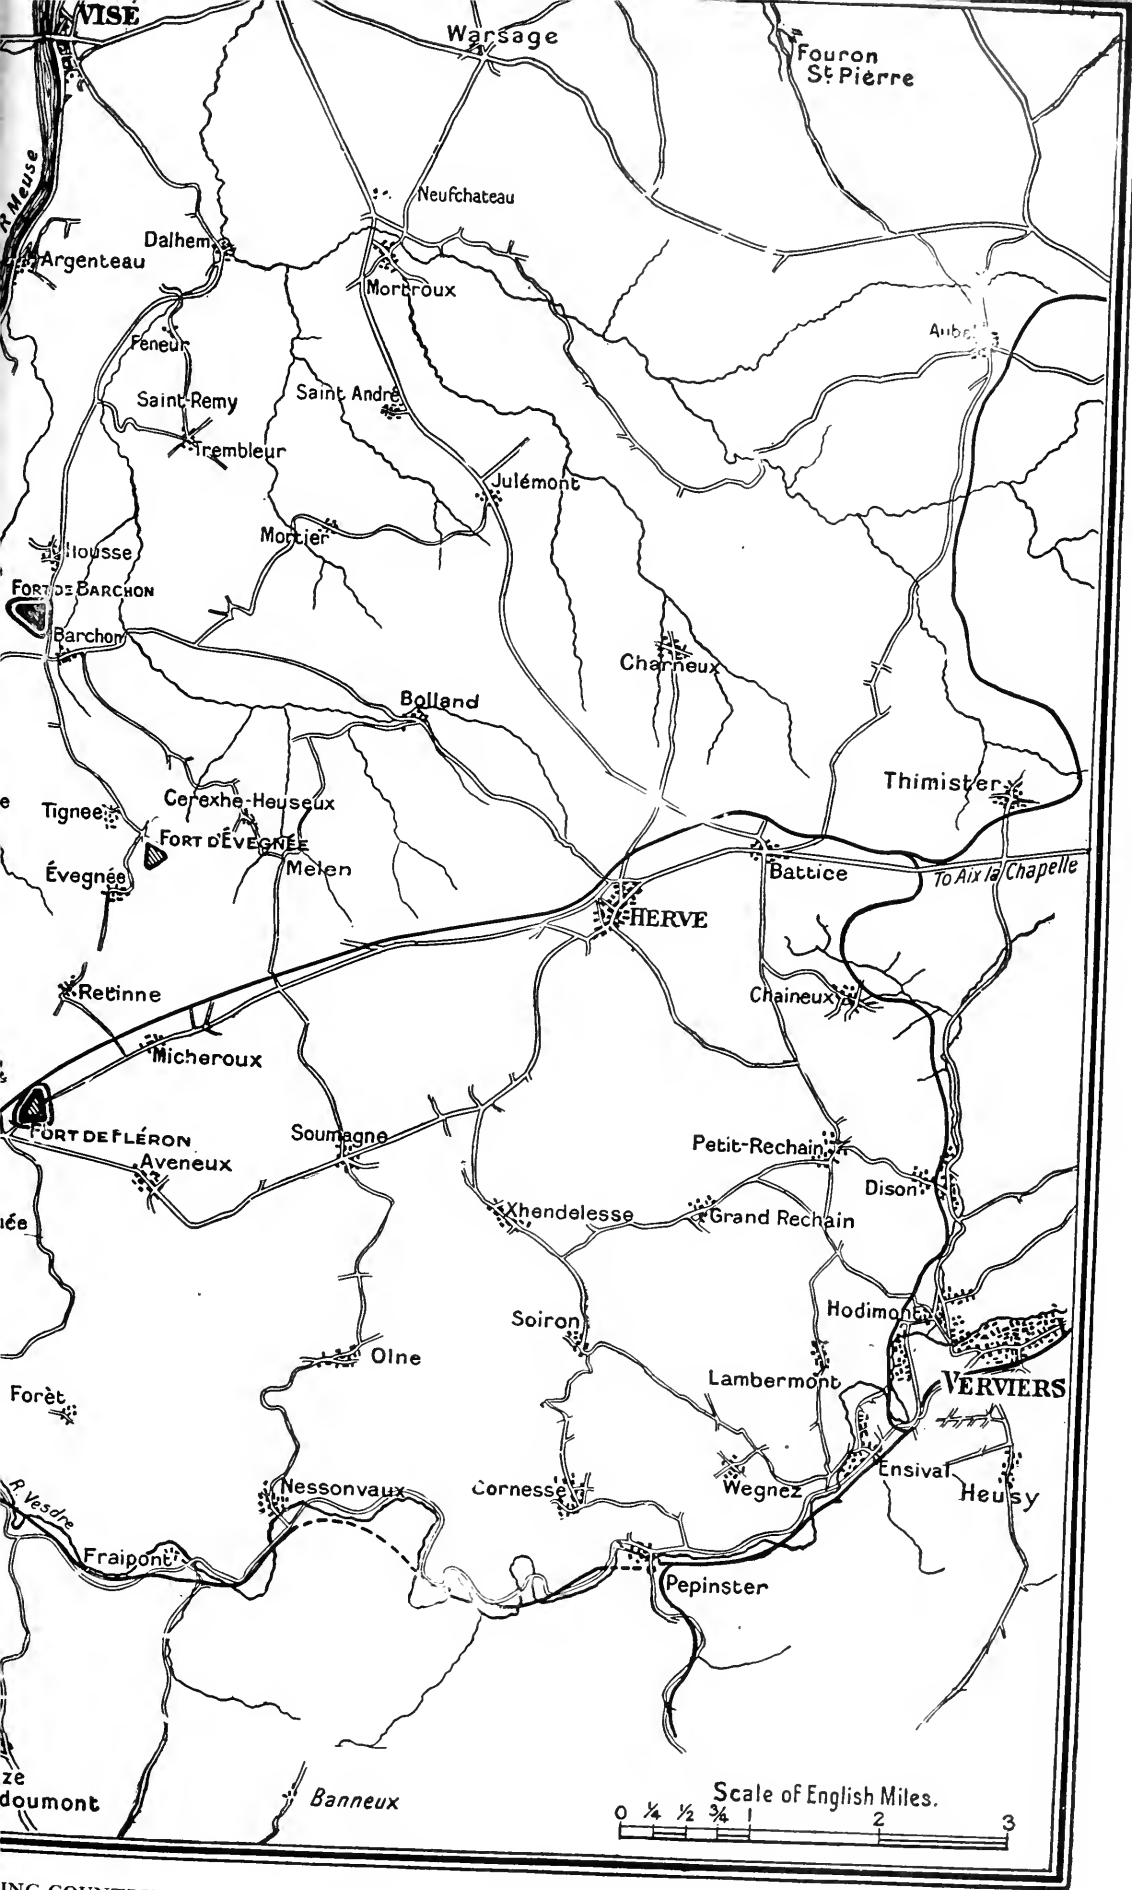 VISÉ
Warsage
Fouron
St. Pierre
R Meuse
Neufchateau
Dalhem
Argenteau
Mortroux
Feneur
Aubel
Saint-Remy
Saint André
Trembleur
Julémont
Mortier
Housse
FORT DE BARCHON
Barchon
Charneux
Bolland
Thimister
Cerexhe-Heuseux
Tignee
FORT D'ÉVEGNÉE
Melen
Évegnée
Battice
To Aix la Chapelle
HERVE
Retinne
Chaineux
Micheroux
FORT DE FLÉRON
Soumagne
Petit-Rechain
Aveneux
Dison
Xhendelesse
Grand Rechain
Soiron
Hodimont
Olne
Lambermont
VERVIERS
Forèt
Nessonvaux
Cornesse
Wegnez
Ensival
Heusy
R. Vesdre
Fraipont
Pepinster
doumont
Banneux
Scale of English Miles.
0 ¼ ½ ¾ 1 2 3